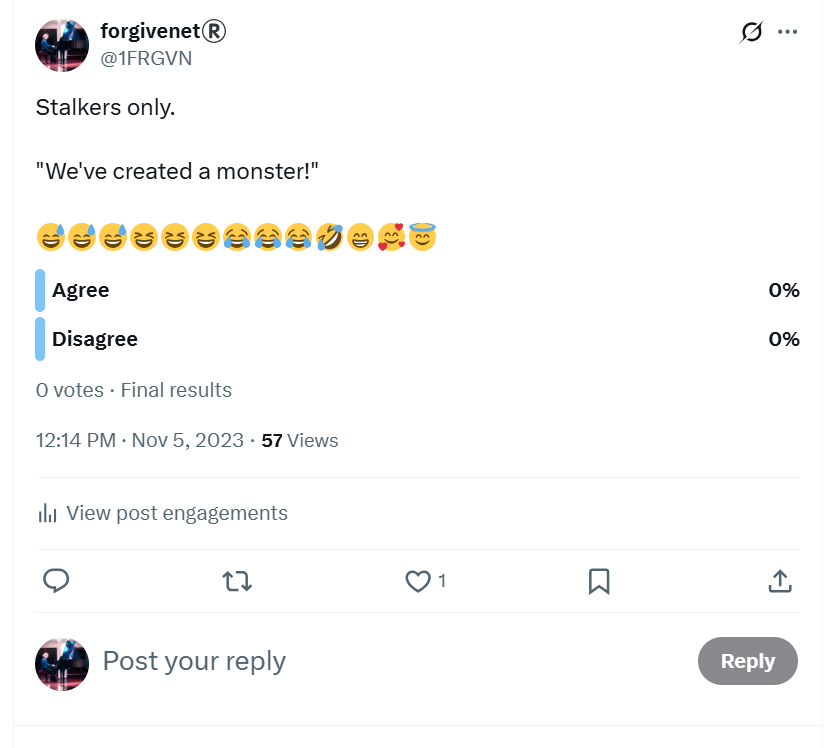 forgivenet®
@1FRGVN
Stalkers only.
"We've created a monster!"
😅😅😅😆😆😆😂😂😂🤣😁🥰😇
Agree 0%
Disagree 0%
0 votes · Final results
12:14 PM · Nov 5, 2023 · 57 Views
View post engagements
1
Post your reply
Reply